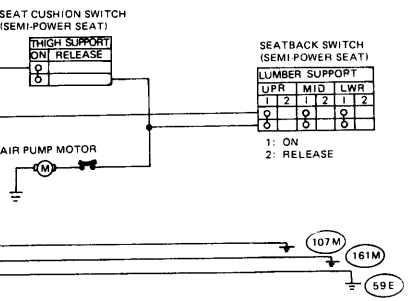 SEAT CUSHION SWITCH
(SEMI-POWER SEAT)
THIGH SUPPORT
ON RELEASE
SEATBACK SWITCH
(SEMI-POWER SEAT)
LUMBER SUPPORT
UPR MID LWR
1 2 1 2 1 2
1: ON
2: RELEASE
AIR PUMP MOTOR
M
107M
161M
59E